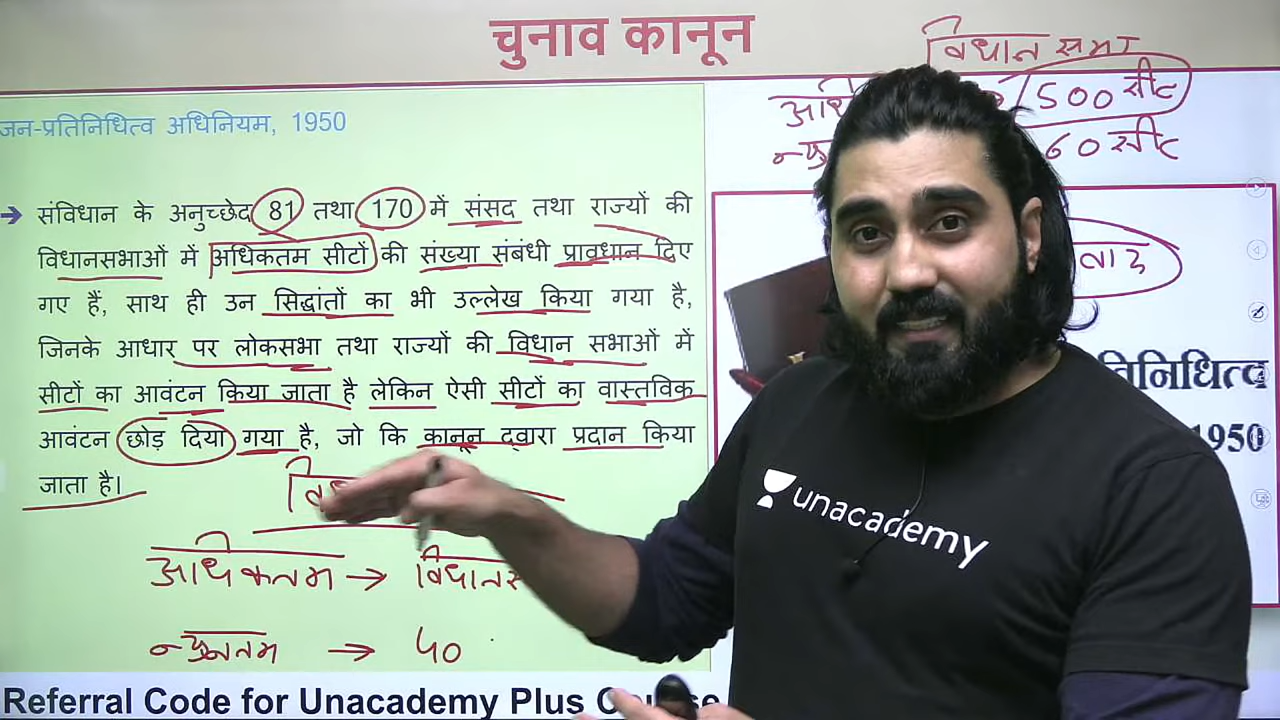 चुनाव कानून
विधान सभा
500 सीट
60 सीट
जन-प्रतिनिधित्व अधिनियम, 1950
→ संविधान के अनुच्छेद 81 तथा 170 में संसद तथा राज्यों की
विधानसभाओं में अधिकतम सीटों की संख्या संबंधी प्रावधान दिए
गए हैं, साथ ही उन सिद्धांतों का भी उल्लेख किया गया है,
जिनके आधार पर लोकसभा तथा राज्यों की विधान सभाओं में
सीटों का आवंटन किया जाता है लेकिन ऐसी सीटों का वास्तविक
आवंटन छोड़ दिया गया है, जो कि कानून द्वारा प्रदान किया
जाता है।
अधिकतम →
न्यूनतम → 40
1950
unacademy
Referral Code for Unacademy Plus